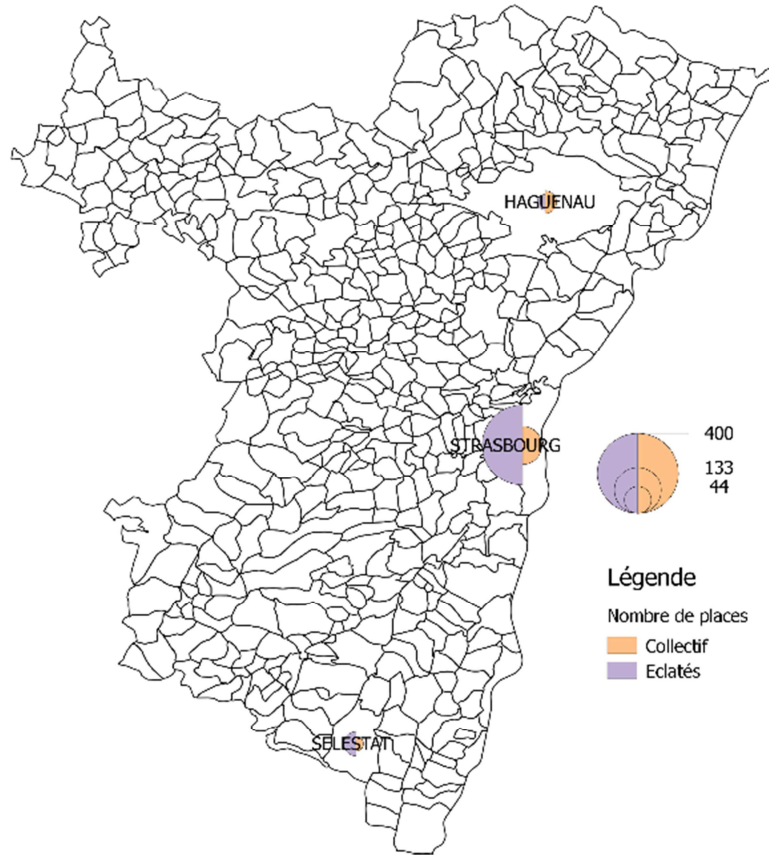 HAGUENAU
STRASBOURG
400
133
44
Légende
Nombre de places
Collectif
Eclatés
SELESTAT